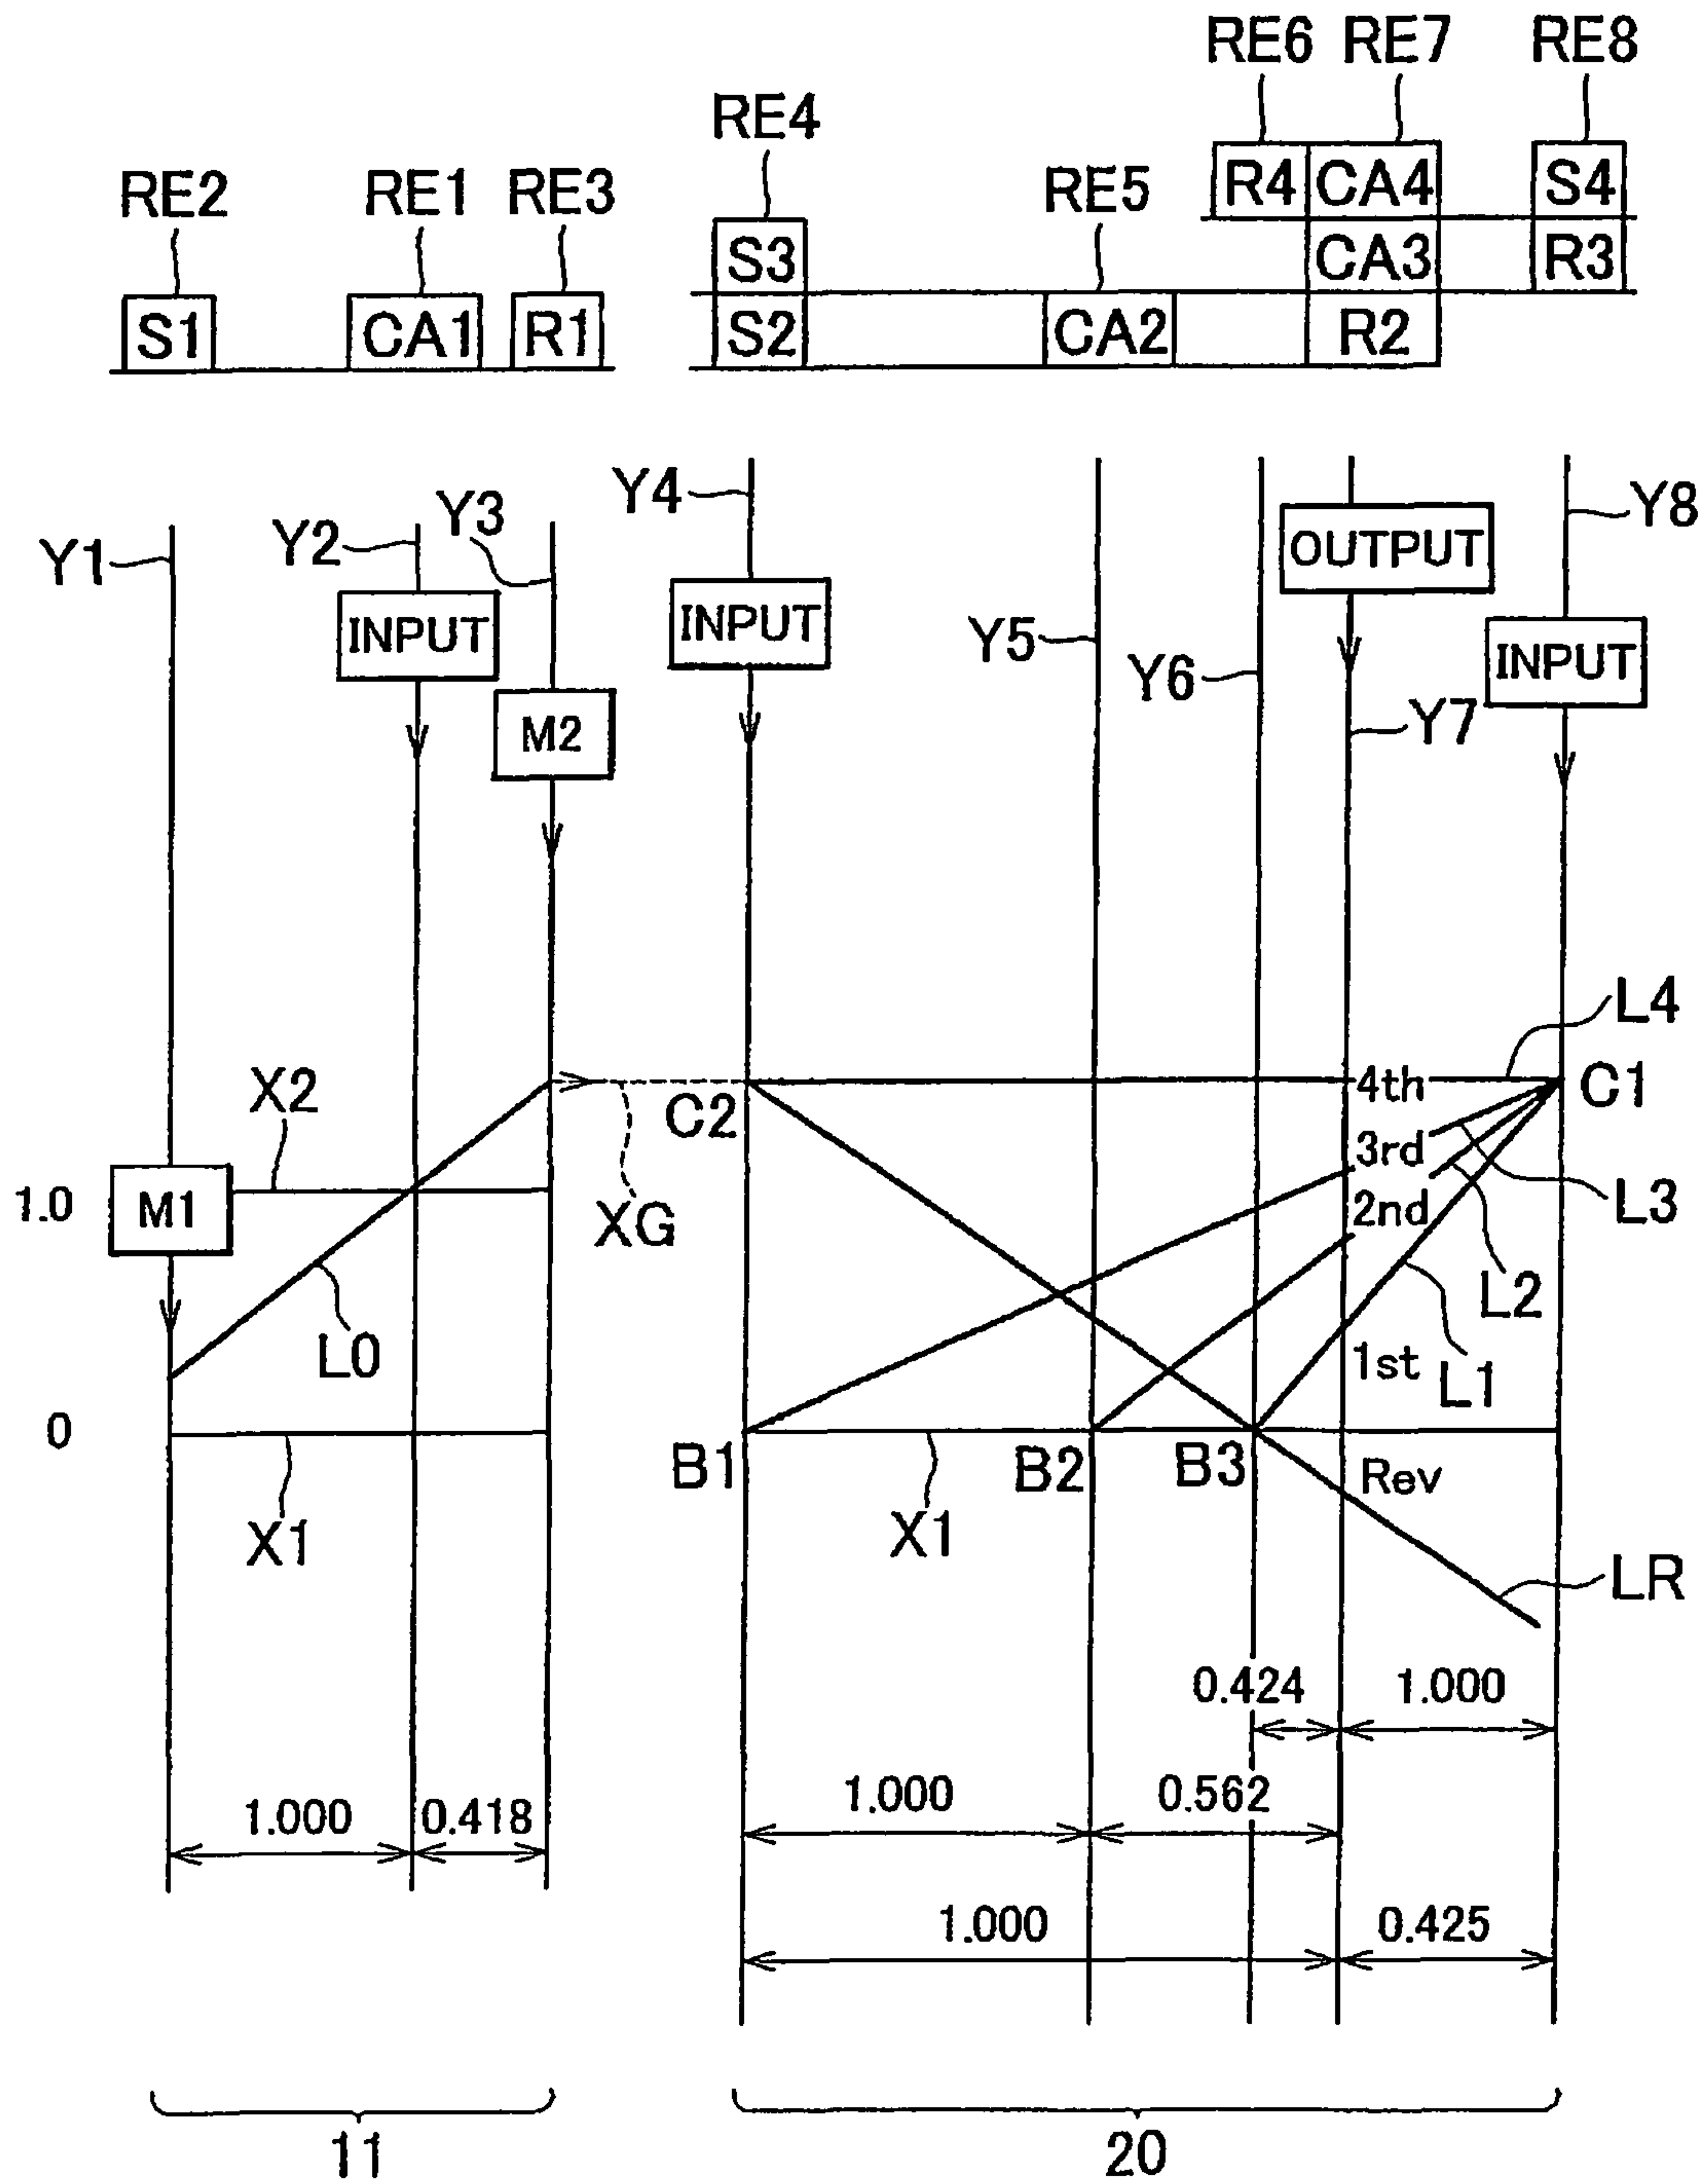 RE6 RE7 RE8
RE4
RE2 RE1 RE3 RE5
R4 CA4 S4
S3 CA3 R3
S1 CA1 R1 S2 CA2 R2
Y4 Y8
Y3
Y2 OUTPUT
Y1
INPUT INPUT Y5 INPUT
Y6
M2 Y7
L4
X2 C2 4th C1
3rd
1.0 M1 XG 2nd L3
L2
L0 1st L1
0
B1 B2 B3 Rev
X1 X1
LR
0.424 1.000
1.000 0.562
1.000 0.418
1.000 0.425
11 20